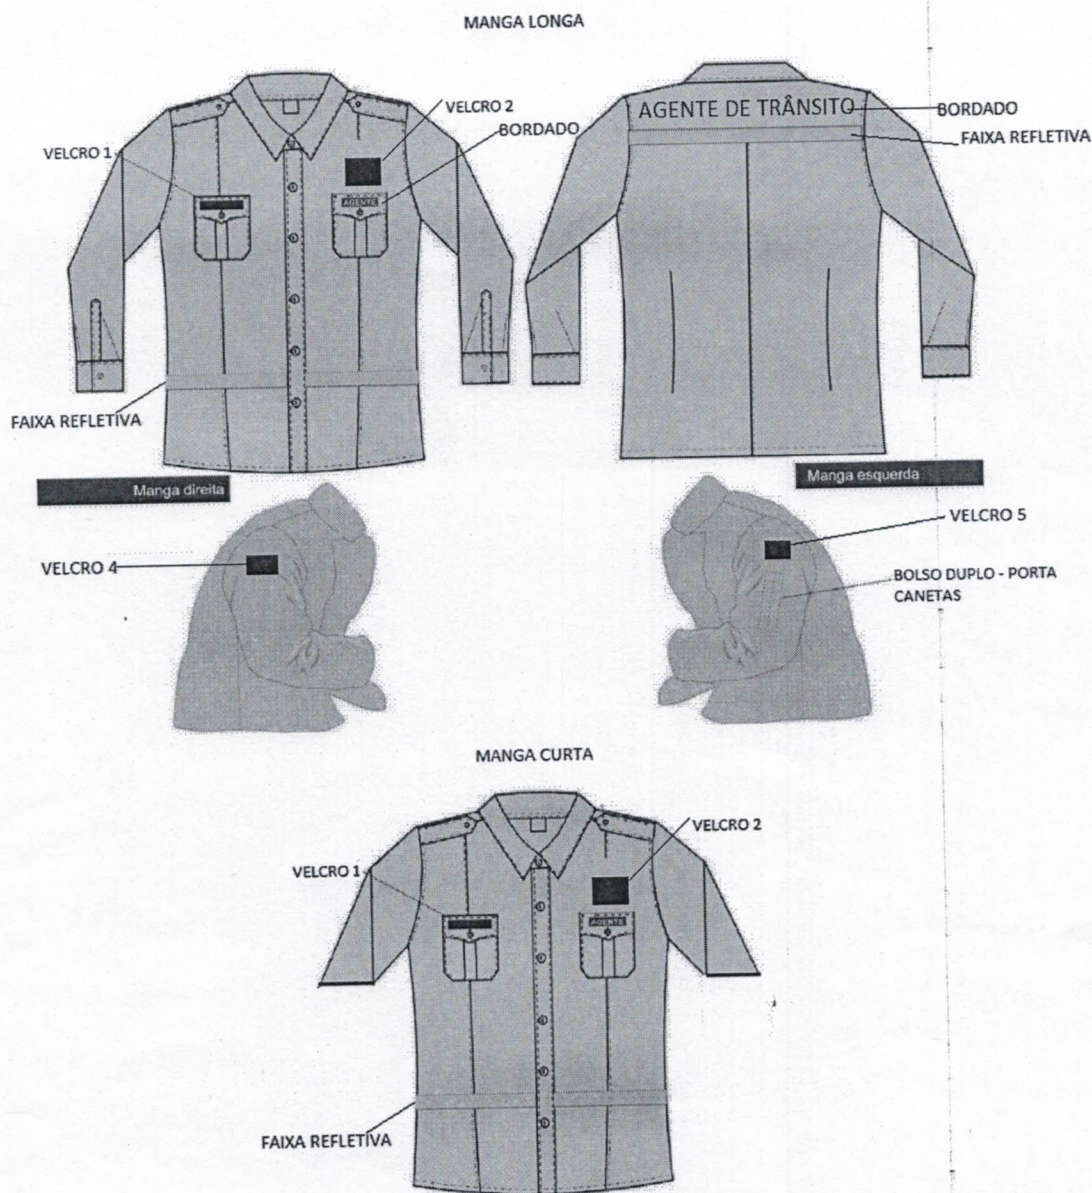 MANGA LONGA
VELCRO 1
VELCRO 2
BORDADO
AGENTE
FAIXA REFLETIVA
AGENTE DE TRÂNSITO
BORDADO
FAIXA REFLETIVA
Manga direita
VELCRO 4
Manga esquerda
VELCRO 5
BOLSO DUPLO - PORTA
CANETAS
MANGA CURTA
VELCRO 1
VELCRO 2
AGENTE
FAIXA REFLETIVA